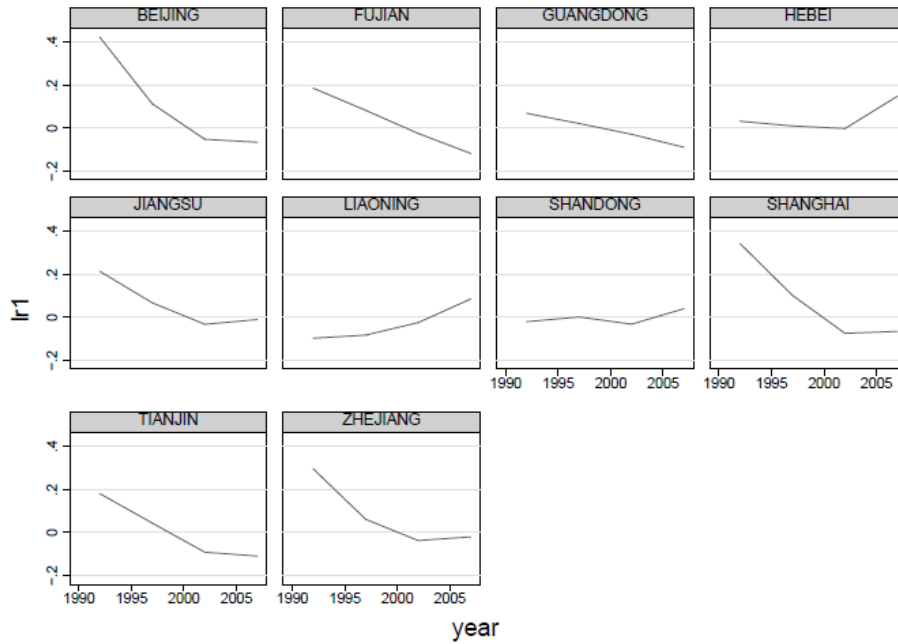 BEIJING FUJIAN GUANGDONG HEBEI
.4
.2
0
-.2
JIANGSU LIAONING SHANDONG SHANGHAI
.4
.2
0
-.2
lr1
1990 1995 2000 2005 1990 1995 2000 2005
TIANJIN ZHEJIANG
.4
.2
0
-.2
1990 1995 2000 2005 1990 1995 2000 2005
year